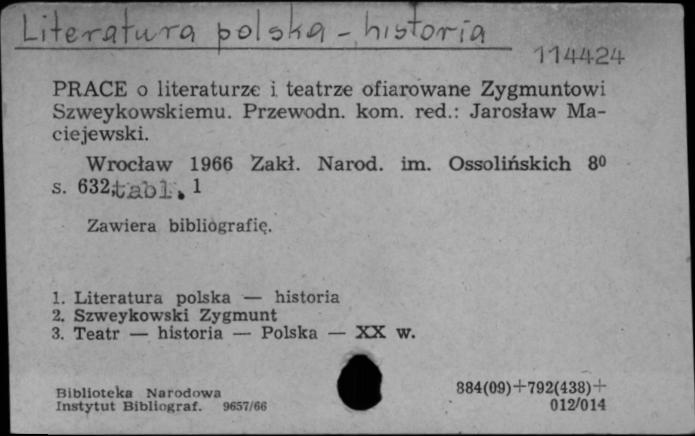 Literatura polska - historia
114424
PRACE o literaturze i teatrze ofiarowane Zygmuntowi
Szweykowskiemu. Przewodn. kom. red.: Jarosław Ma-
ciejewski.
Wrocław 1966 Zakł. Narod. im. Ossolińskich 8⁰
s. 632, tabl. 1
Zawiera bibliografię.
1. Literatura polska — historia
2. Szweykowski Zygmunt
3. Teatr — historia — Polska — XX w.
Biblioteka Narodowa
Instytut Bibliograf. 9657/66
884(09)+792(438)+
012/014